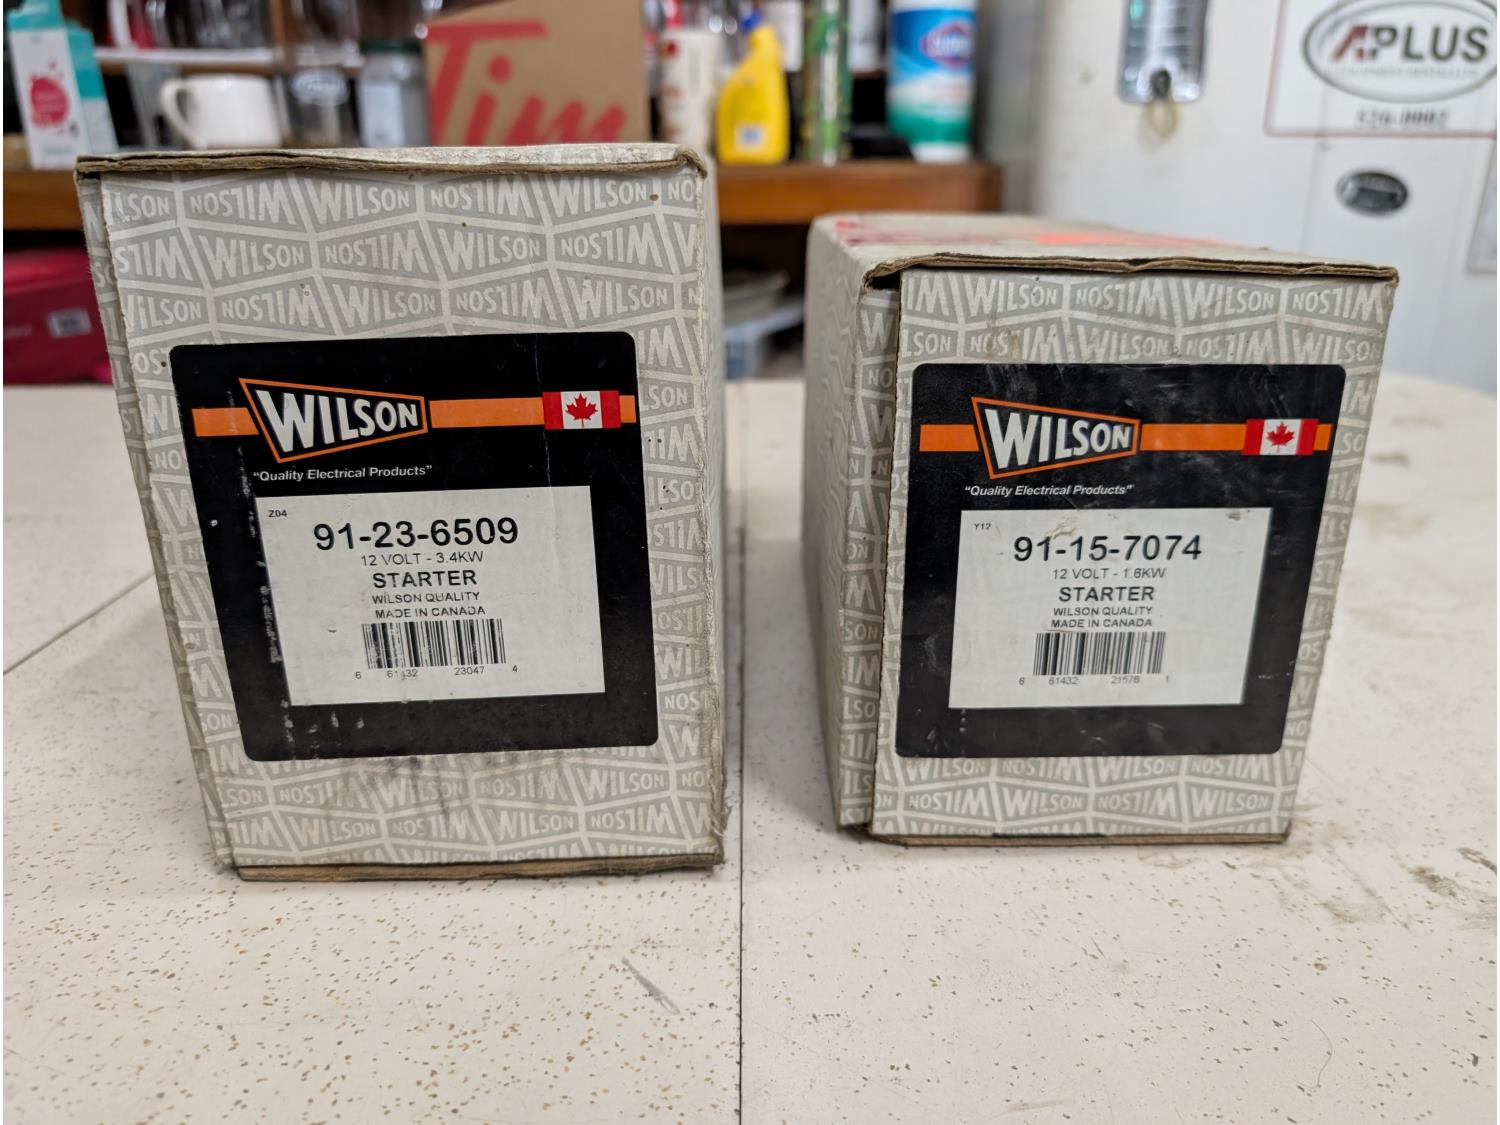 Tim
APLUS
WILSON
"Quality Electrical Products"
Z04
91-23-6509
12 VOLT - 3.4KW
STARTER
WILSON QUALITY
MADE IN CANADA
6 61432 23047 4
WILSON
"Quality Electrical Products"
Y12
91-15-7074
12 VOLT - 1.6KW
STARTER
WILSON QUALITY
MADE IN CANADA
6 61432 21576 1